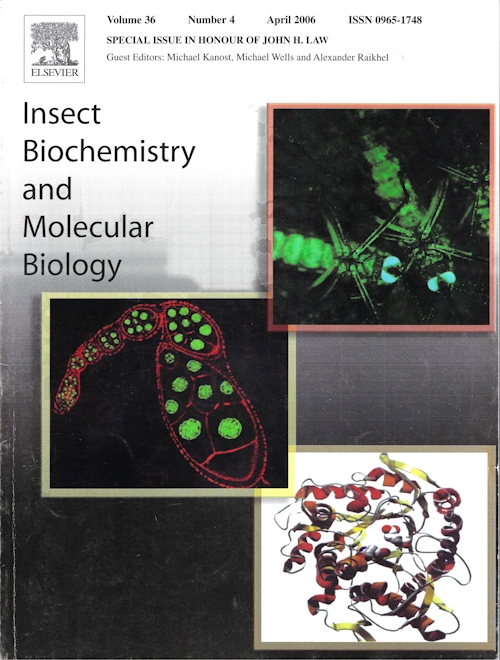 Volume 36 Number 4 April 2006 ISSN 0965-1748
SPECIAL ISSUE IN HONOUR OF JOHN H. LAW
Guest Editors: Michael Kanost, Michael Wells and Alexander Raikhel
ELSEVIER
Insect
Biochemistry
and
Molecular
Biology